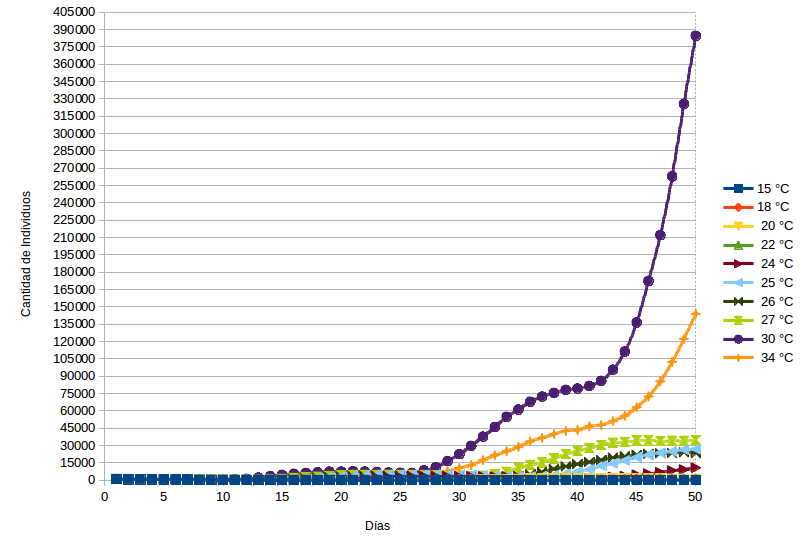 405000
390000
375000
360000
345000
330000
315000
300000
285000
270000
255000
240000
225000
210000
195000
180000
165000
150000
135000
120000
105000
90000
75000
60000
45000
30000
15000
0
0 5 10 15 20 25 30 35 40 45 50
Cantidad de Individuos
Días
15 °C
18 °C
20 °C
22 °C
24 °C
25 °C
26 °C
27 °C
30 °C
34 °C